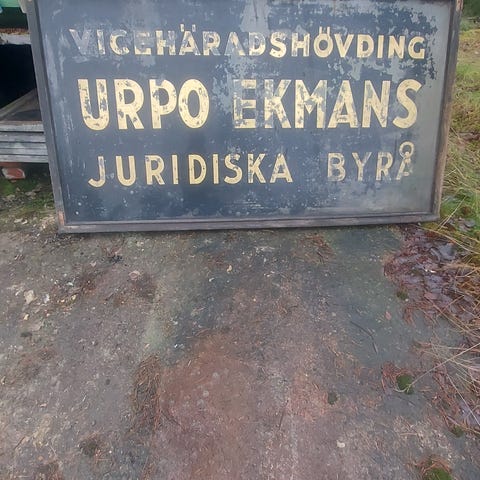 VICEHÄRADSHÖVDING
URPO EKMANS
JURIDISKA BYRÅ